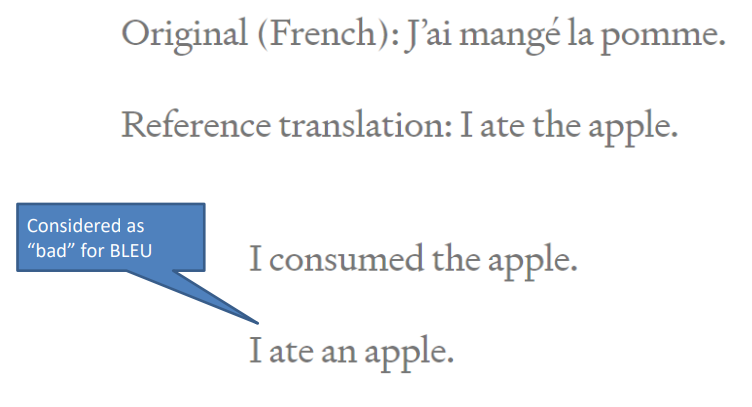 Original (French): J’ai mangé la pomme.
Reference translation: I ate the apple.
Considered as
“bad” for BLEU
I consumed the apple.
I ate an apple.